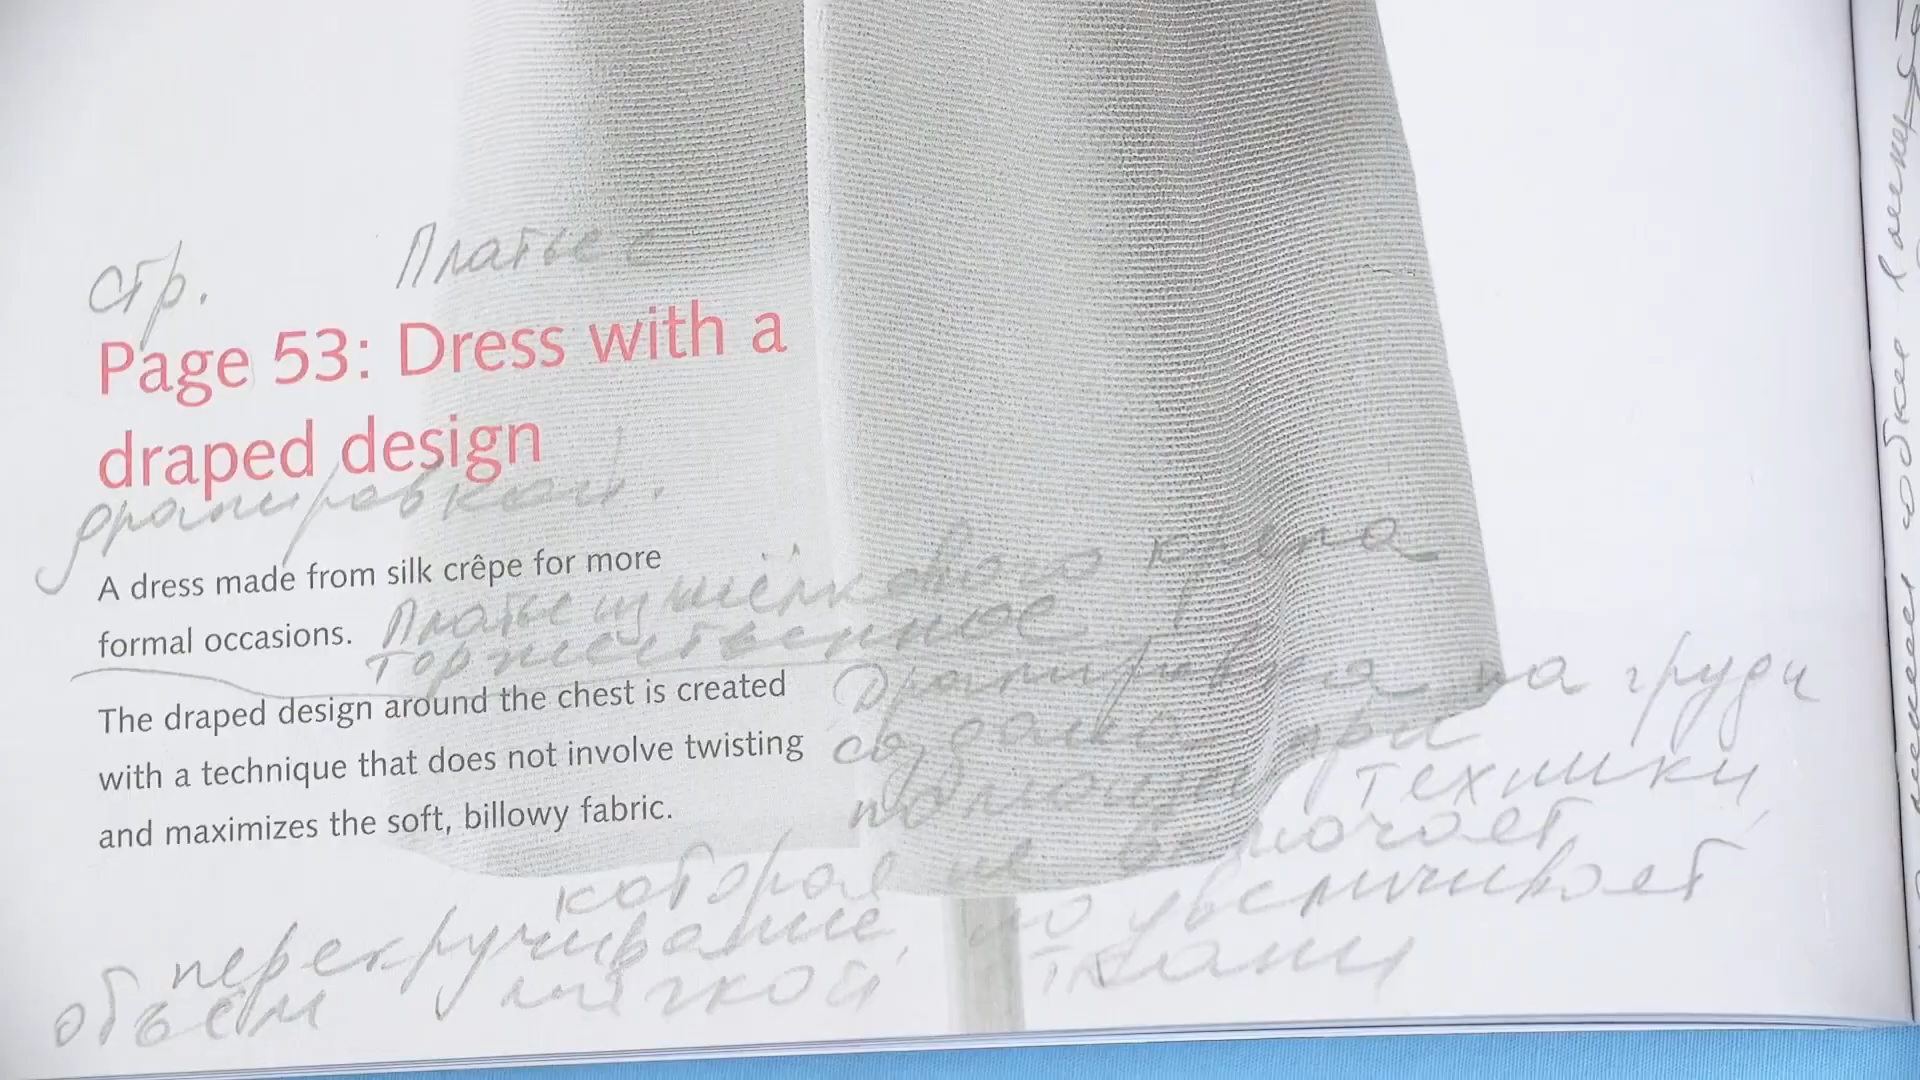 стр. Платье с
Page 53: Dress with a
draped design
драпировкой.
A dress made from silk crêpe for more
formal occasions.
Платье из шёлкового крепа
торжественное
The draped design around the chest is created
with a technique that does not involve twisting
and maximizes the soft, billowy fabric.
Драпировка на груди
создана при
помощи техники
которая не включает
перекручивание, но увеличивает
объём мягкой ткани